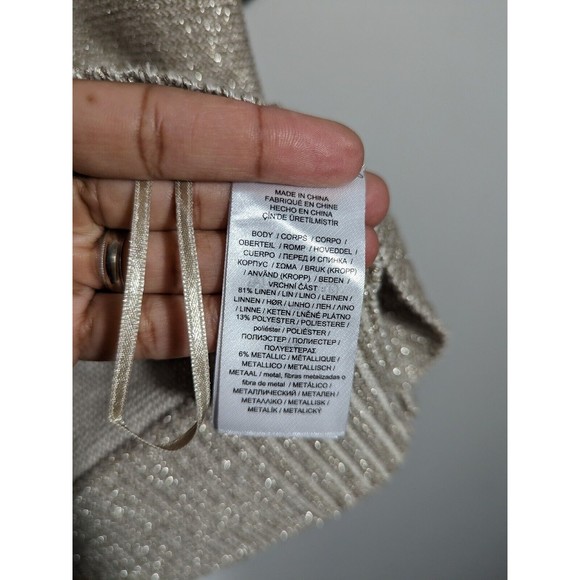 MADE IN CHINA
FABRIQUÉ EN CHINE
HECHO EN CHINA
ÇİN'DE ÜRETİLMİŞTİR
BODY / CORPS / CORPO /
OBERTEIL / ROMP / HOVEDDEL /
CUERPO / ПЕРЕД И СПИНКА /
КОРПУС / ΣΩΜΑ / BRUK (KROPP)
/ ANVÄND (KROPP) / BEDEN /
VRCHNÍ ČÁST
81% LINEN / LIN / LINO / LEINEN /
LINNEN / HØR / LINHO / ЛЕН / ΛΙΝΟ
/ LINNE / KETEN / LNĚNÉ PLÁTNO
13% POLYESTER / POLIESTERE /
poliéster / POLIÉSTER /
ПОЛИЭСТЕР / ПОЛИЕСТЕР /
ΠΟΛΥΕΣΤΕΡΑΣ
6% METALLIC / MÉTALLIQUE /
METALLICO / METALLISCH /
METAAL / metal, fibras metalizadas o
fibra de metal / METÁLICO /
МЕТАЛЛИЧЕСКИЙ / МЕТАЛЕН /
ΜΕΤΑΛΛΙΚΟ / METALLISK /
METALİK / METALICKÝ